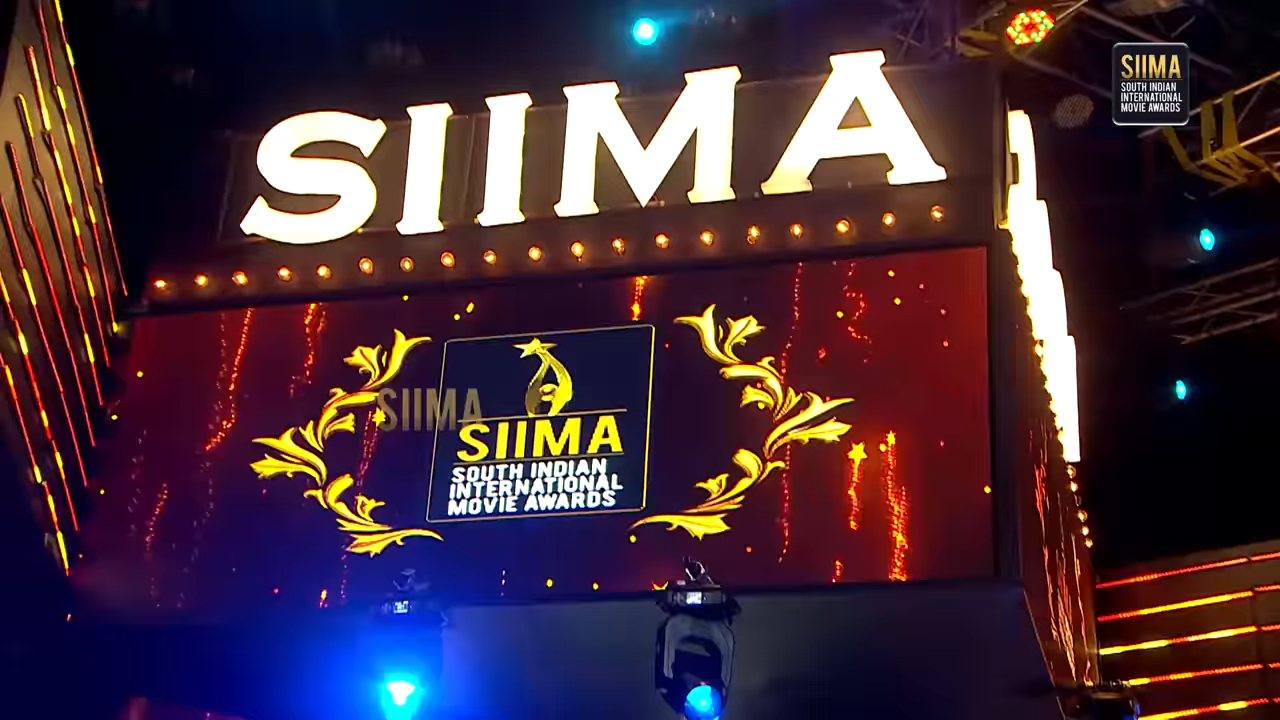 SIIMA
SIIMA
SOUTH INDIAN
INTERNATIONAL
MOVIE AWARDS
SIIMA
SIIMA
SOUTH INDIAN
INTERNATIONAL
MOVIE AWARDS